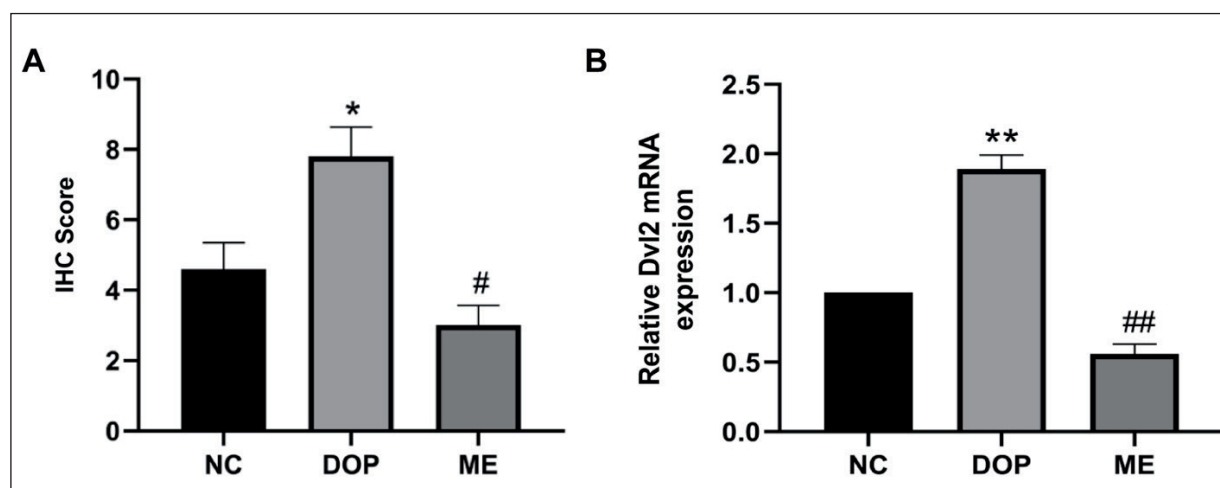 A
IHC Score
10
8
6
4
2
0
*
#
NC DOP ME
B
Relative Dvl2 mRNA
expression
2.5
2.0
1.5
1.0
0.5
0.0
**
##
NC DOP ME